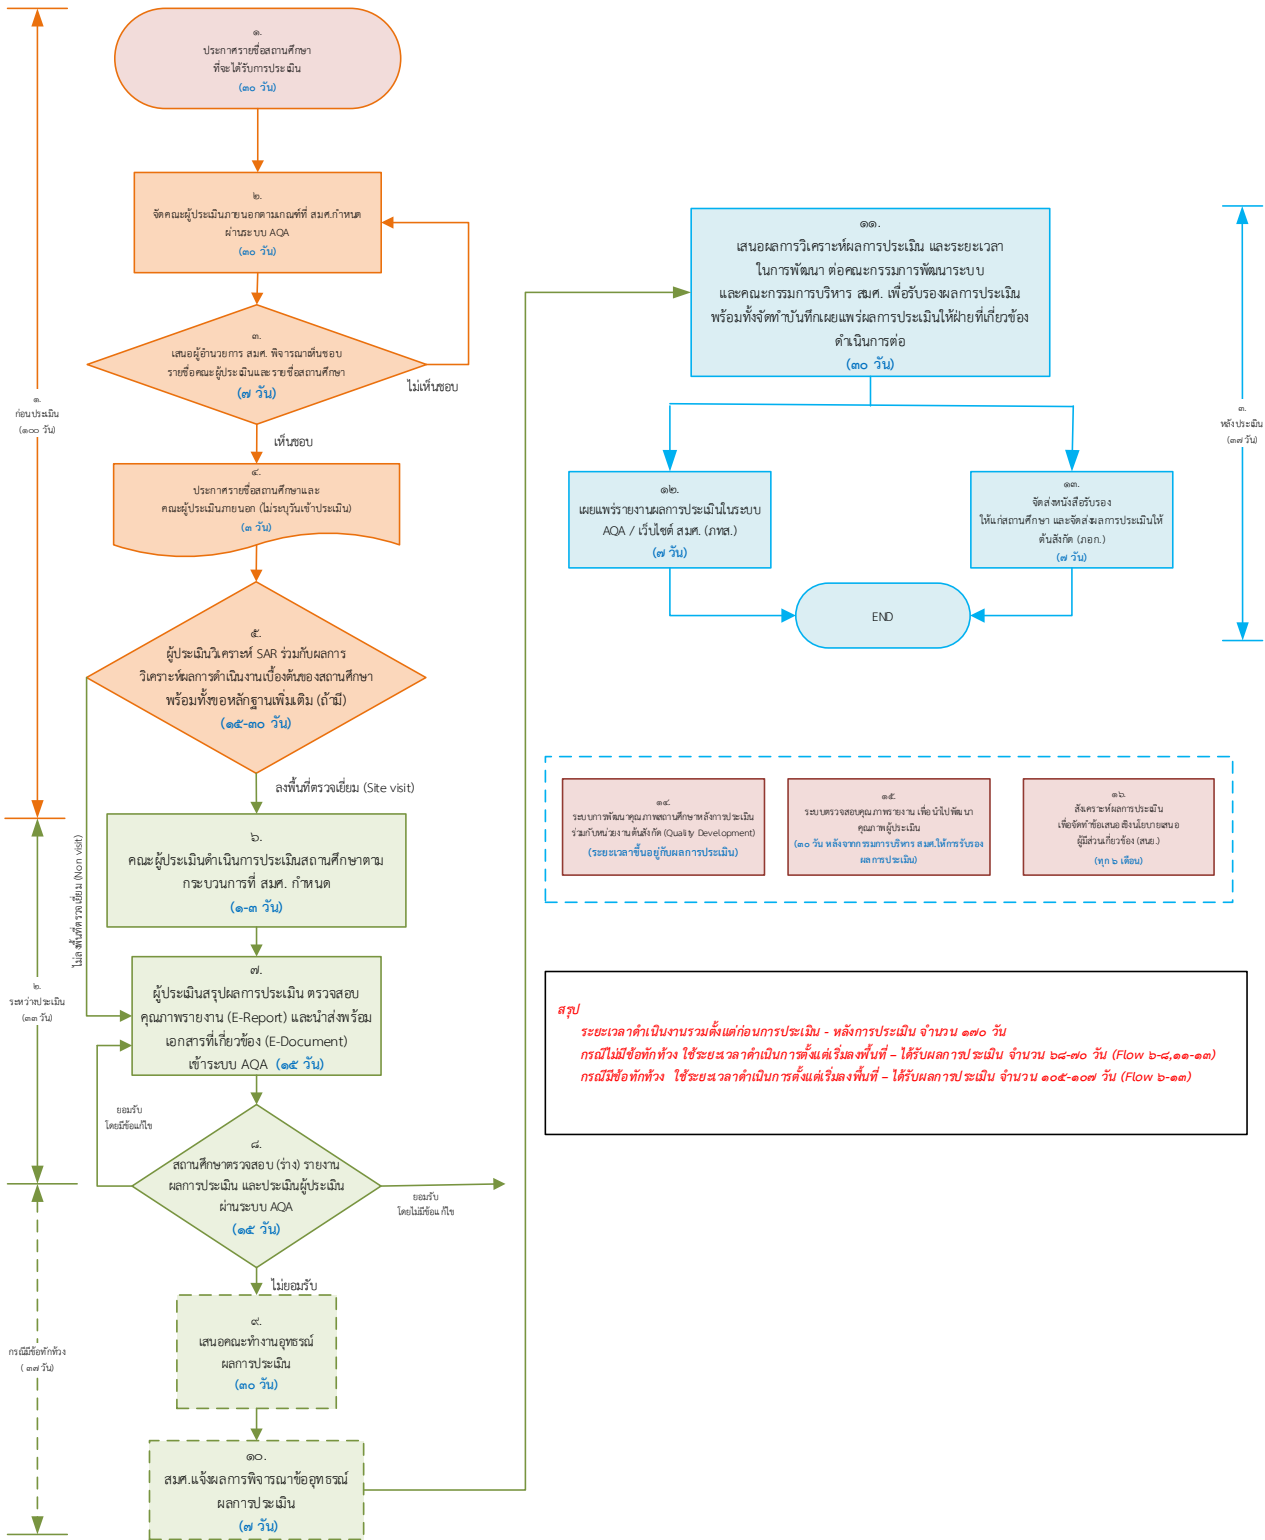 ๑.
ประกาศรายชื่อสถานศึกษา
ที่จะได้รับการประเมิน
(๓๐ วัน)
๒.
จัดคณะผู้ประเมินภายนอกตามเกณฑ์ที่ สมศ.กำหนด
ผ่านระบบ AQA
(๓๐ วัน)
๓.
เสนอผู้อำนวยการ สมศ. พิจารณาเห็นชอบ
รายชื่อคณะผู้ประเมินและรายชื่อสถานศึกษา
(๗ วัน)
ไม่เห็นชอบ
เห็นชอบ
๑.
ก่อนประเมิน
(๑๐๐ วัน)
๔.
ประกาศรายชื่อสถานศึกษาและ
คณะผู้ประเมินภายนอก (ไม่ระบุวันเข้าประเมิน)
(๓ วัน)
๕.
ผู้ประเมินวิเคราะห์ SAR ร่วมกับผลการ
วิเคราะห์ผลการดำเนินงานเบื้องต้นของสถานศึกษา
พร้อมทั้งขอหลักฐานเพิ่มเติม (ถ้ามี)
(๑๕-๓๐ วัน)
ลงพื้นที่ตรวจเยี่ยม (Site visit)
ไม่ลงพื้นที่ตรวจเยี่ยม (Non visit)
๖.
คณะผู้ประเมินดำเนินการประเมินสถานศึกษาตาม
กระบวนการที่ สมศ. กำหนด
(๑-๓ วัน)
๒.
ระหว่างประเมิน
(๓๓ วัน)
๗.
ผู้ประเมินสรุปผลการประเมิน ตรวจสอบ
คุณภาพรายงาน (E-Report) และนำส่งพร้อม
เอกสารที่เกี่ยวข้อง (E-Document)
เข้าระบบ AQA (๑๕ วัน)
ยอมรับ
โดยมีข้อแก้ไข
๘.
สถานศึกษาตรวจสอบ (ร่าง) รายงาน
ผลการประเมิน และประเมินผู้ประเมิน
ผ่านระบบ AQA
(๑๕ วัน)
ยอมรับ
โดยไม่มีข้อแก้ไข
ไม่ยอมรับ
๙.
เสนอคณะทำงานอุทธรณ์
ผลการประเมิน
(๓๐ วัน)
กรณีมีข้อทักท้วง
( ๓๗ วัน)
๑๐.
สมศ.แจ้งผลการพิจารณาข้ออุทธรณ์
ผลการประเมิน
(๗ วัน)
๑๑.
เสนอผลการวิเคราะห์ผลการประเมิน และระยะเวลา
ในการพัฒนา ต่อคณะกรรมการพัฒนาระบบ
และคณะกรรมการบริหาร สมศ. เพื่อรับรองผลการประเมิน
พร้อมทั้งจัดทำบันทึกเผยแพร่ผลการประเมินให้ฝ่ายที่เกี่ยวข้อง
ดำเนินการต่อ
(๓๐ วัน)
๑๒.
เผยแพร่รายงานผลการประเมินในระบบ
AQA / เว็บไซต์ สมศ. (ภทส.)
(๗ วัน)
๑๓.
จัดส่งหนังสือรับรอง
ให้แก่สถานศึกษา และจัดส่งผลการประเมินให้
ต้นสังกัด (ภอก.)
(๗ วัน)
END
๓.
หลังประเมิน
(๓๗ วัน)
๑๔.
ระบบการพัฒนาคุณภาพสถานศึกษาหลังการประเมิน
ร่วมกับหน่วยงานต้นสังกัด (Quality Development)
(ระยะเวลาขึ้นอยู่กับผลการประเมิน)
๑๕.
ระบบตรวจสอบคุณภาพรายงาน เพื่อนำไปพัฒนา
คุณภาพผู้ประเมิน
(๓๐ วัน หลังจากกรรมการบริหาร สมศ.ให้การรับรอง
ผลการประเมิน)
๑๖.
สังเคราะห์ผลการประเมิน
เพื่อจัดทำข้อเสนอเชิงนโยบายเสนอ
ผู้มีส่วนเกี่ยวข้อง (สนย.)
(ทุก ๖ เดือน)
สรุป
ระยะเวลาดำเนินงานรวมตั้งแต่ก่อนการประเมิน - หลังการประเมิน จำนวน ๑๗๐ วัน
กรณีไม่มีข้อทักท้วง ใช้ระยะเวลาดำเนินการตั้งแต่เริ่มลงพื้นที่ – ได้รับผลการประเมิน จำนวน ๖๘-๗๐ วัน (Flow ๖-๘,๑๑-๑๓)
กรณีมีข้อทักท้วง ใช้ระยะเวลาดำเนินการตั้งแต่เริ่มลงพื้นที่ – ได้รับผลการประเมิน จำนวน ๑๐๕-๑๐๗ วัน (Flow ๖-๑๓)